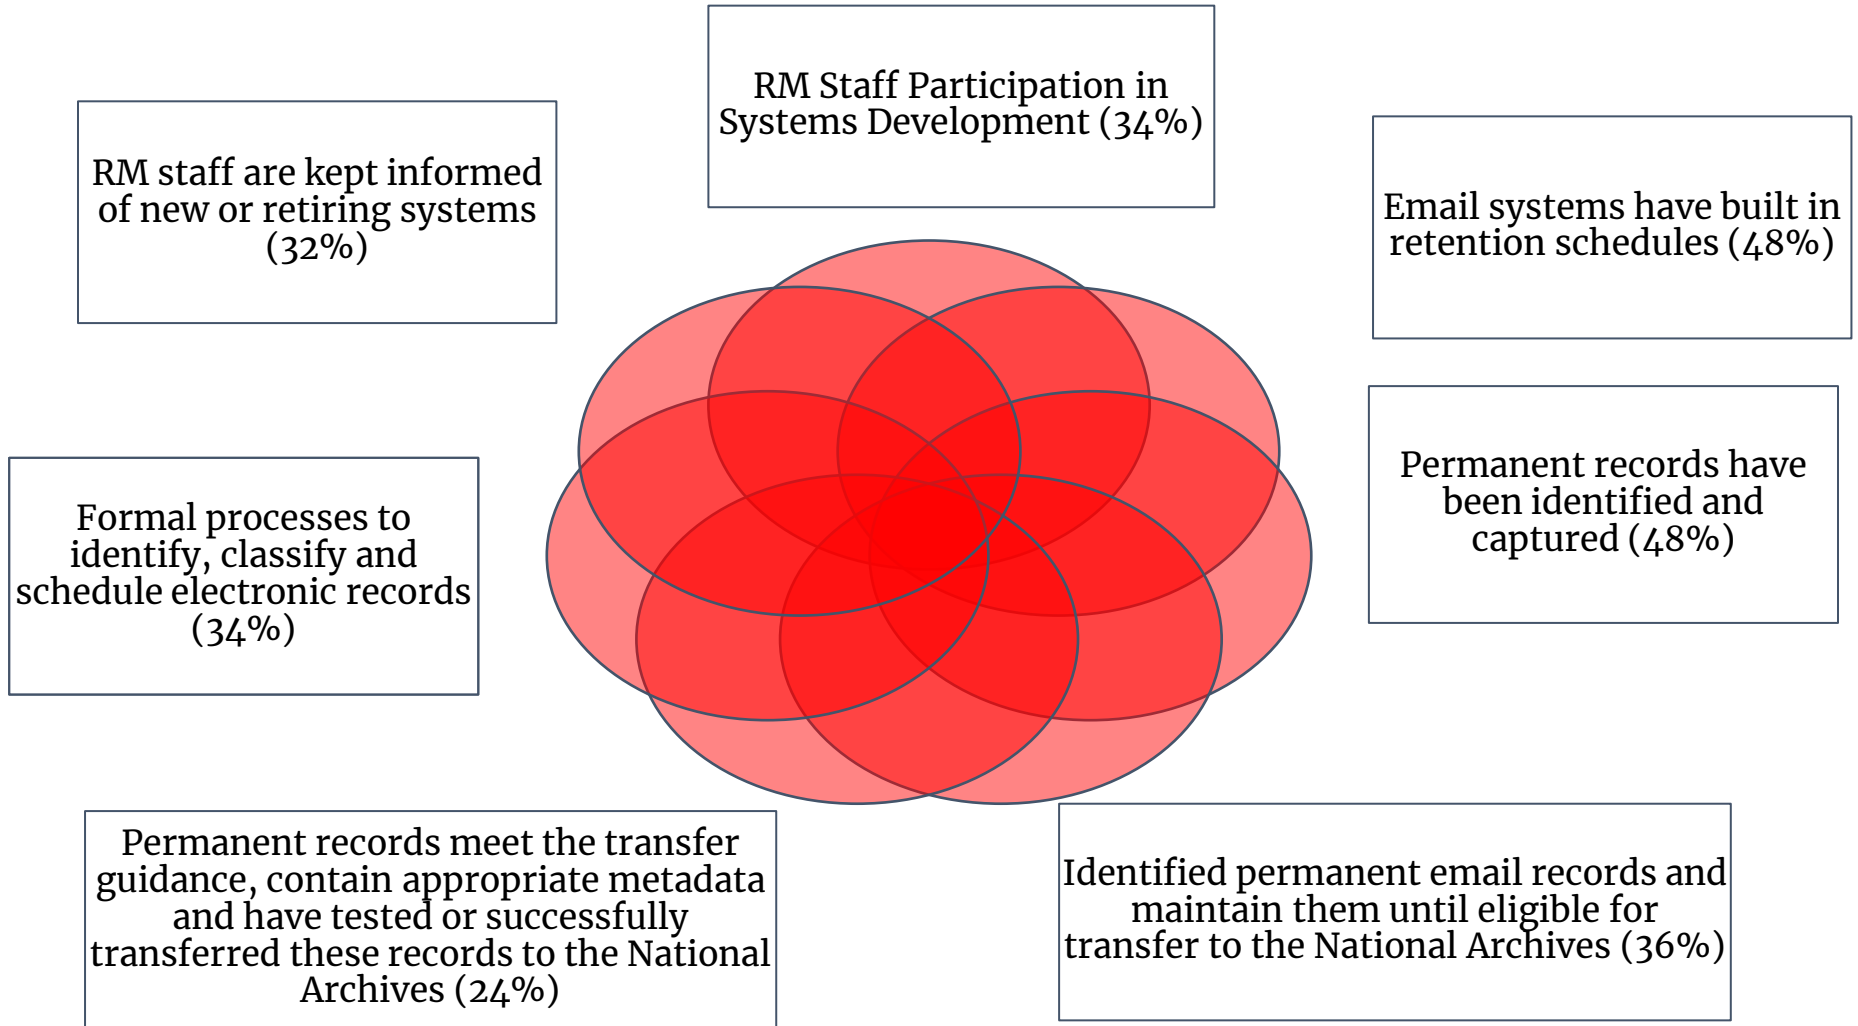 RM Staff Participation in
Systems Development (34%)
RM staff are kept informed
of new or retiring systems
(32%)
Email systems have built in
retention schedules (48%)
Permanent records have
been identified and
captured (48%)
Formal processes to
identify, classify and
schedule electronic records
(34%)
Permanent records meet the transfer
guidance, contain appropriate metadata
and have tested or successfully
transferred these records to the National
Archives (24%)
Identified permanent email records and
maintain them until eligible for
transfer to the National Archives (36%)